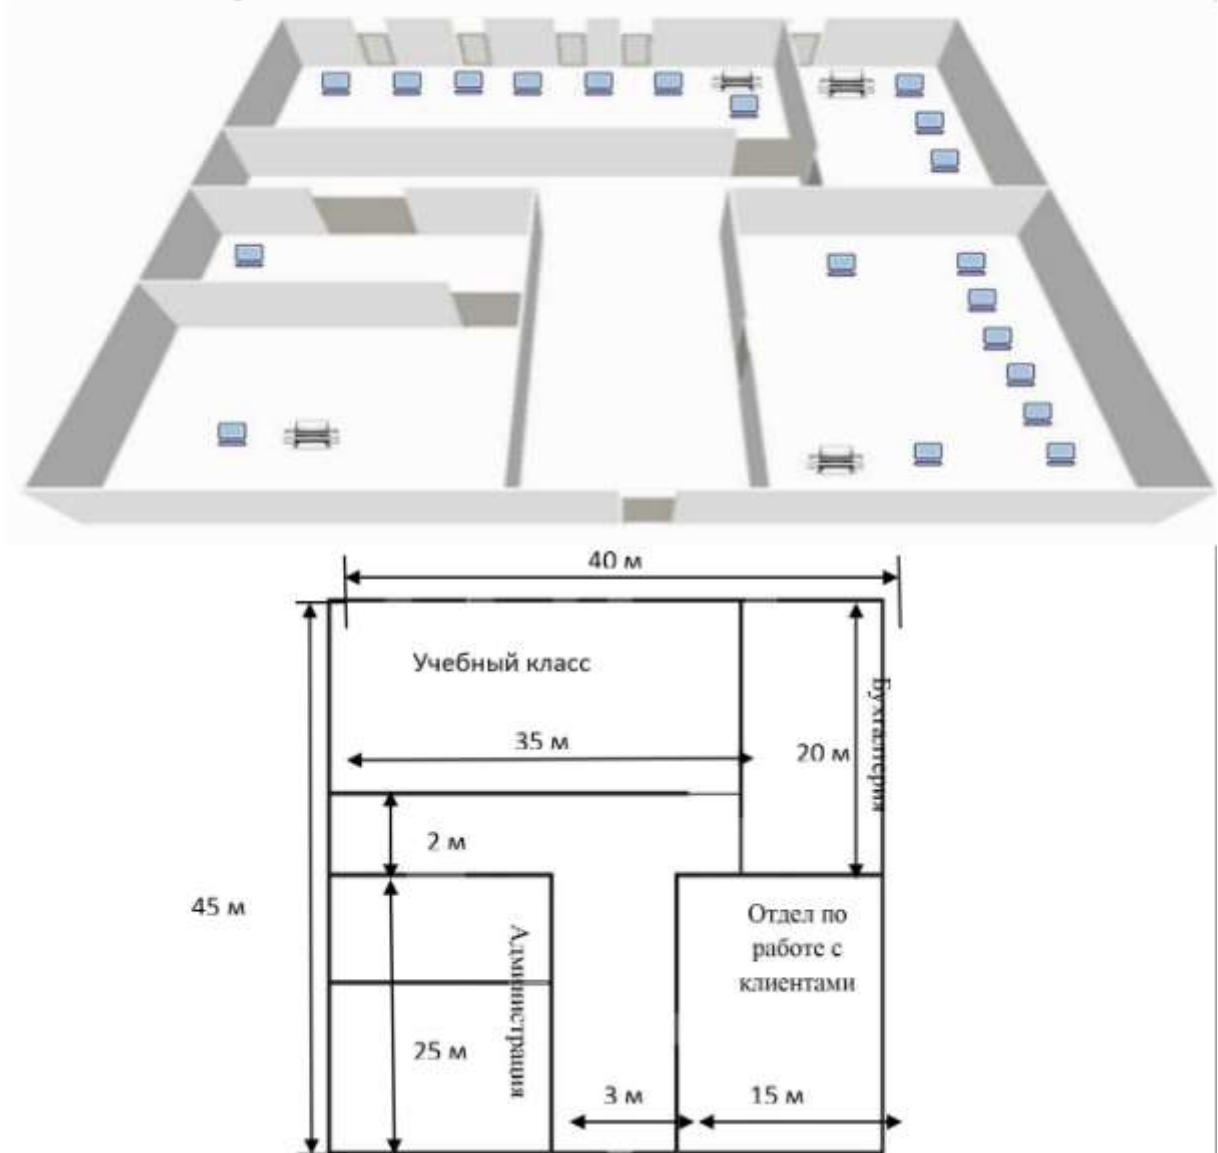 40 м
Учебный класс
35 м
20 м
Бухгалтерия
2 м
45 м
Отдел по
работе с
клиентами
Администрация
25 м
3 м
15 м